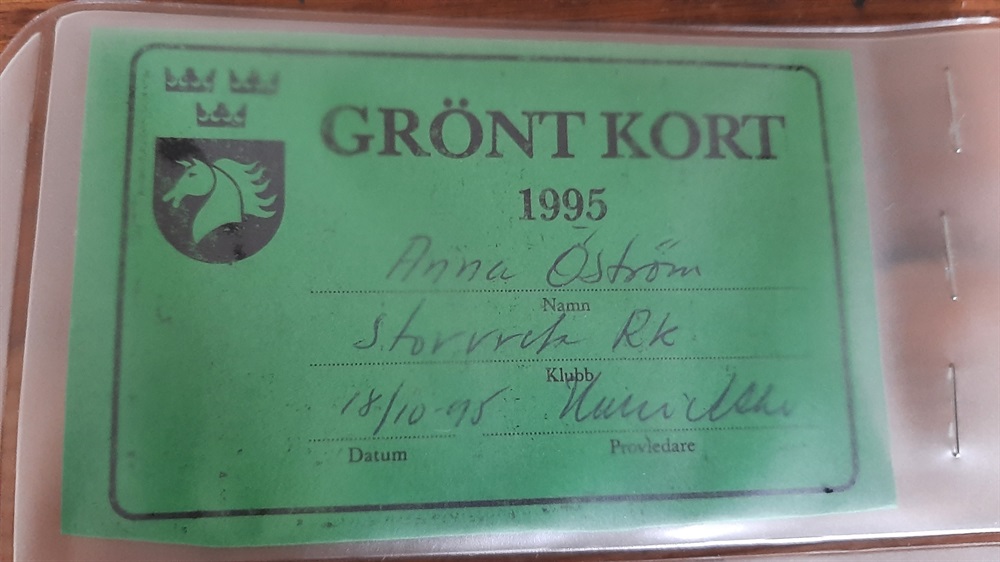 GRÖNT KORT
1995
Anna Öström
Namn
Storvreta Rk
Klubb
18/10-95
Datum Provledare